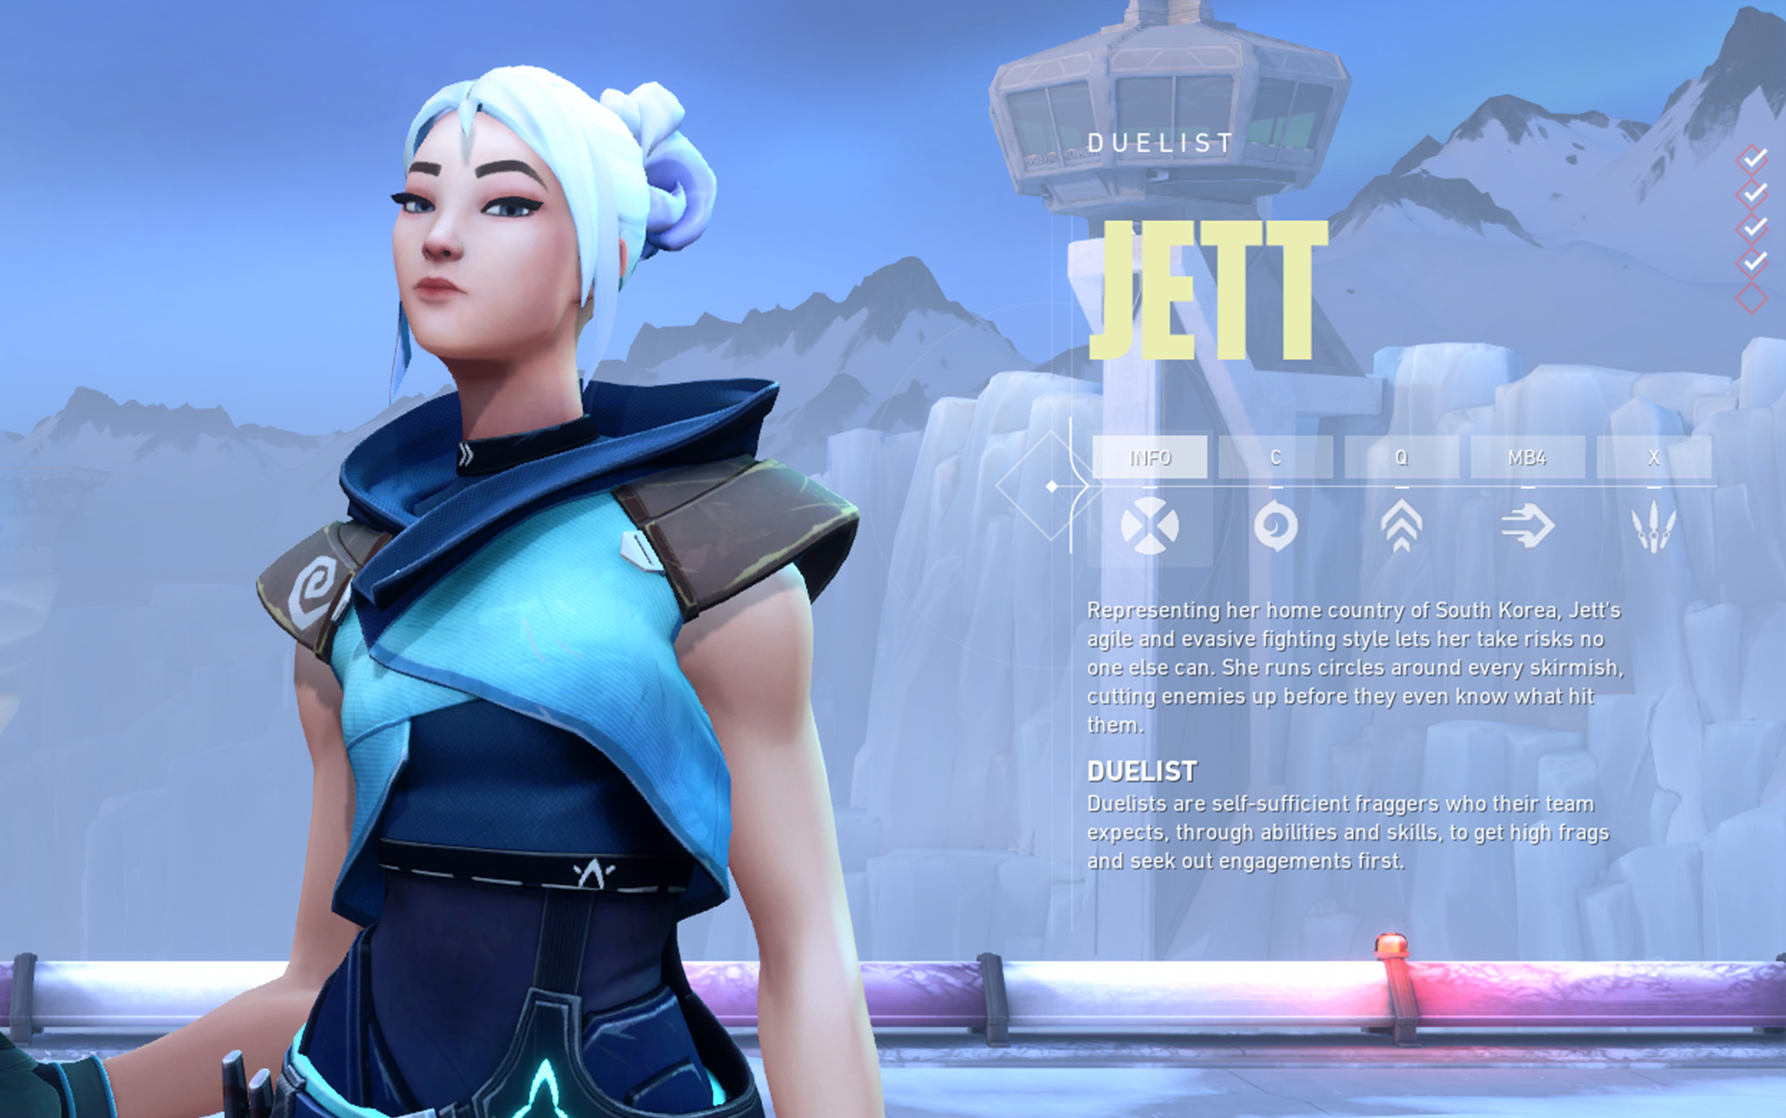 DUELIST
JETT
INFO C Q MB4 X
Representing her home country of South Korea, Jett's
agile and evasive fighting style lets her take risks no
one else can. She runs circles around every skirmish,
cutting enemies up before they even know what hit
them.
DUELIST
Duelists are self-sufficient fraggers who their team
expects, through abilities and skills, to get high frags
and seek out engagements first.